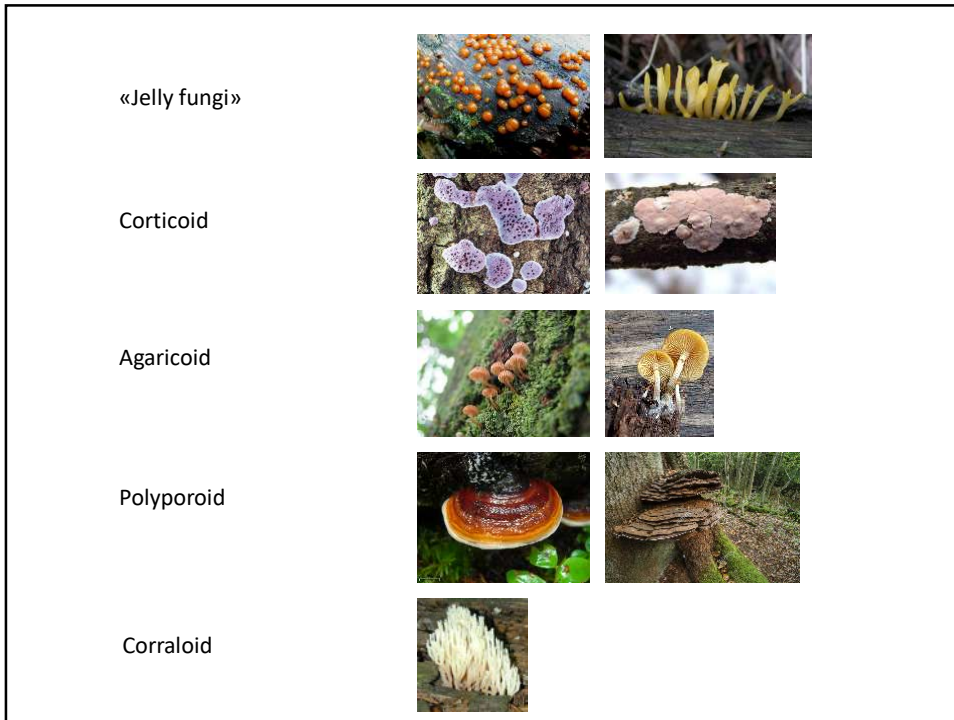 «Jelly fungi»
Corticoid
Agaricoid
Polyporoid
Corraloid